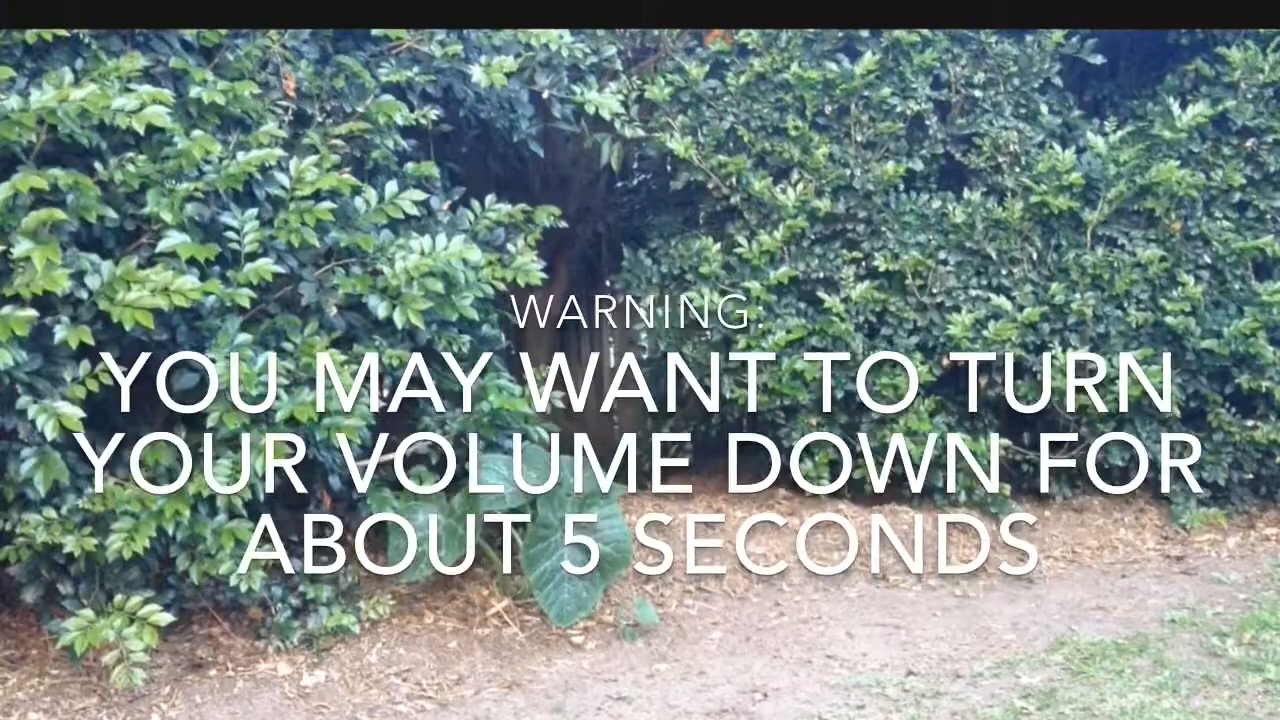 WARNING:
YOU MAY WANT TO TURN
YOUR VOLUME DOWN FOR
ABOUT 5 SECONDS